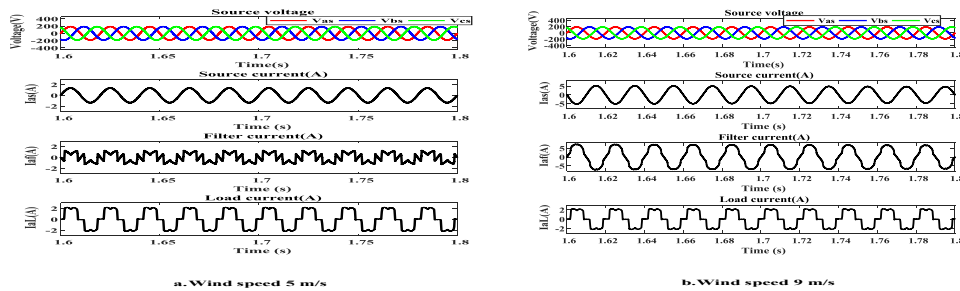 Source voltage
Vas Vbs Vcs
Voltage(V)
400
200
0
-200
-400
1.6 1.65 1.7 1.75 1.8
Time(s)
Source current(A)
Ias(A)
2
0
-2
1.6 1.65 1.7 1.75 1.8
Time (s)
Filter current(A)
Iaf(A)
2
0
-2
1.6 1.65 1.7 1.75 1.8
Time (s)
Load current(A)
IaL(A)
2
0
-2
1.6 1.65 1.7 1.75 1.8
Time (s)
a.Wind speed 5 m/s
Source voltage
Vas Vbs Vcs
Voltage(V)
400
200
0
-200
-400
1.6 1.62 1.64 1.66 1.68 1.7 1.72 1.74 1.76 1.78 1.8
Time(s)
Source current(A)
Ias(A)
5
0
-5
1.6 1.62 1.64 1.66 1.68 1.7 1.72 1.74 1.76 1.78 1.8
Time (s)
Filter current(A)
Iaf(A)
5
0
-5
1.6 1.62 1.64 1.66 1.68 1.7 1.72 1.74 1.76 1.78 1.8
Time (s)
Load current(A)
IaL(A)
2
0
-2
1.6 1.62 1.64 1.66 1.68 1.7 1.72 1.74 1.76 1.78 1.8
Time (s)
b.Wind speed 9 m/s